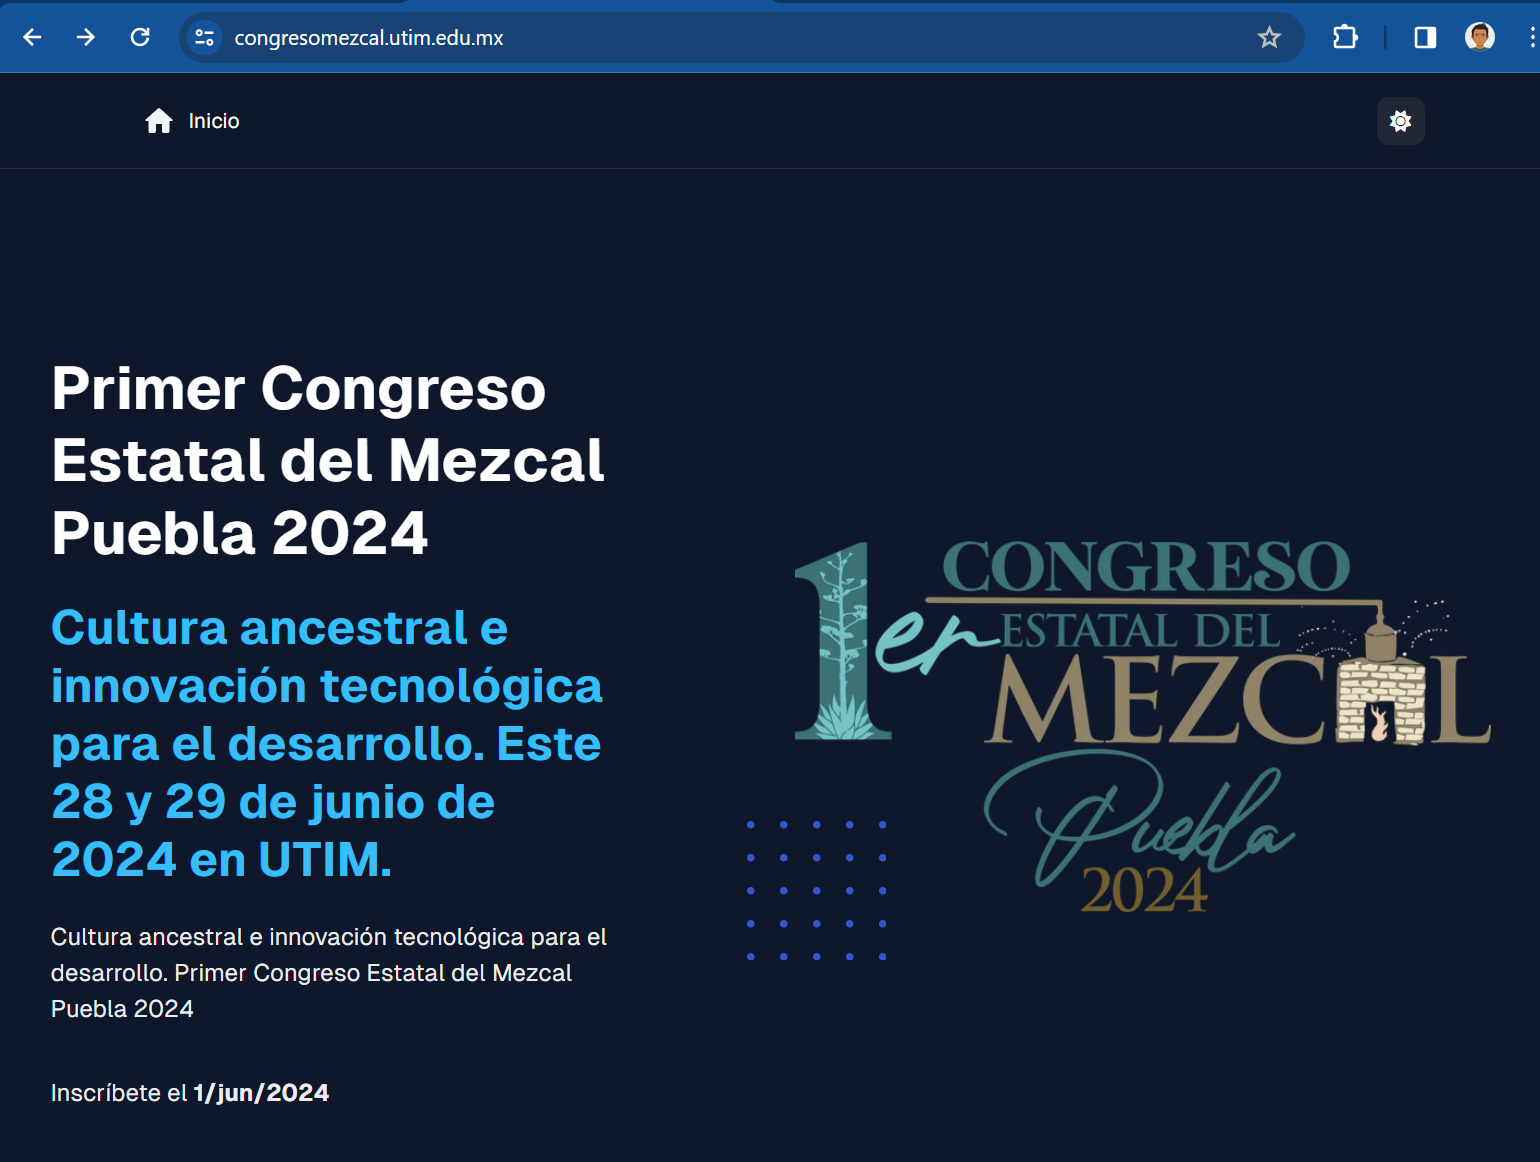 congresomezcal.utim.edu.mx
Inicio
Primer Congreso
Estatal del Mezcal
Puebla 2024
Cultura ancestral e
innovación tecnológica
para el desarrollo. Este
28 y 29 de junio de
2024 en UTIM.
Cultura ancestral e innovación tecnológica para el
desarrollo. Primer Congreso Estatal del Mezcal
Puebla 2024
Inscríbete el 1/jun/2024
1er CONGRESO
ESTATAL DEL
MEZCAL
Puebla
2024